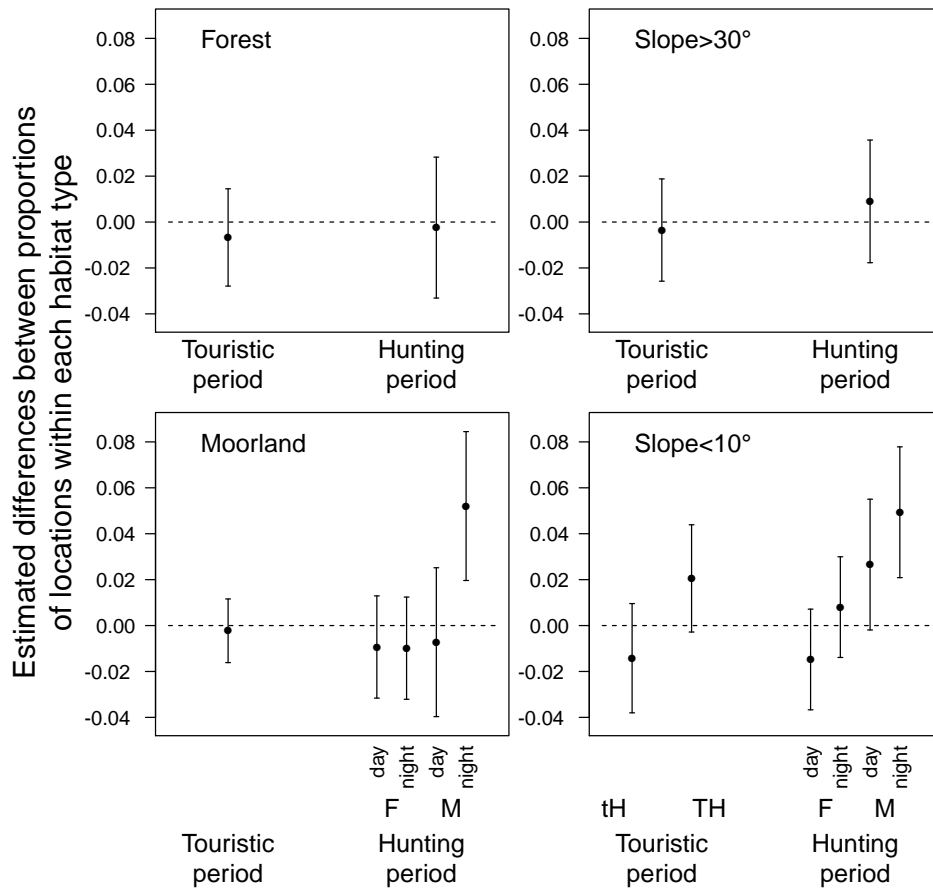 Estimated differences between proportions
of locations within each habitat type
Forest
0.08
0.06
0.04
0.02
0.00
-0.02
-0.04
Touristic period
Hunting period
Slope>30°
0.08
0.06
0.04
0.02
0.00
-0.02
-0.04
Touristic period
Hunting period
Moorland
0.08
0.06
0.04
0.02
0.00
-0.02
-0.04
day night day night
F M
Touristic period
Hunting period
Slope<10°
0.08
0.06
0.04
0.02
0.00
-0.02
-0.04
day night day night
tH TH F M
Touristic period
Hunting period